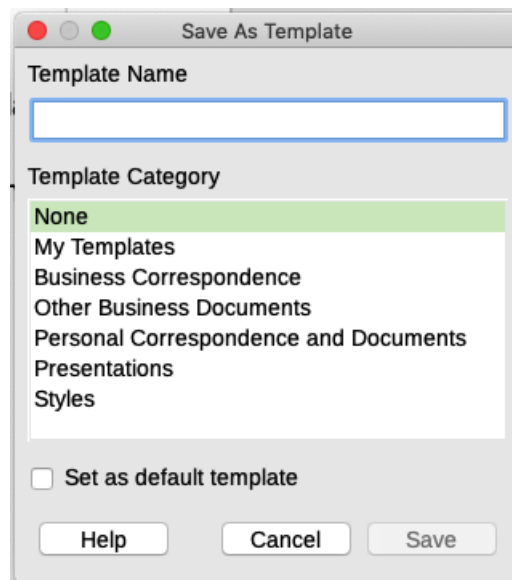 Save As Template
Template Name
Template Category
None
My Templates
Business Correspondence
Other Business Documents
Personal Correspondence and Documents
Presentations
Styles
Set as default template
Help Cancel Save